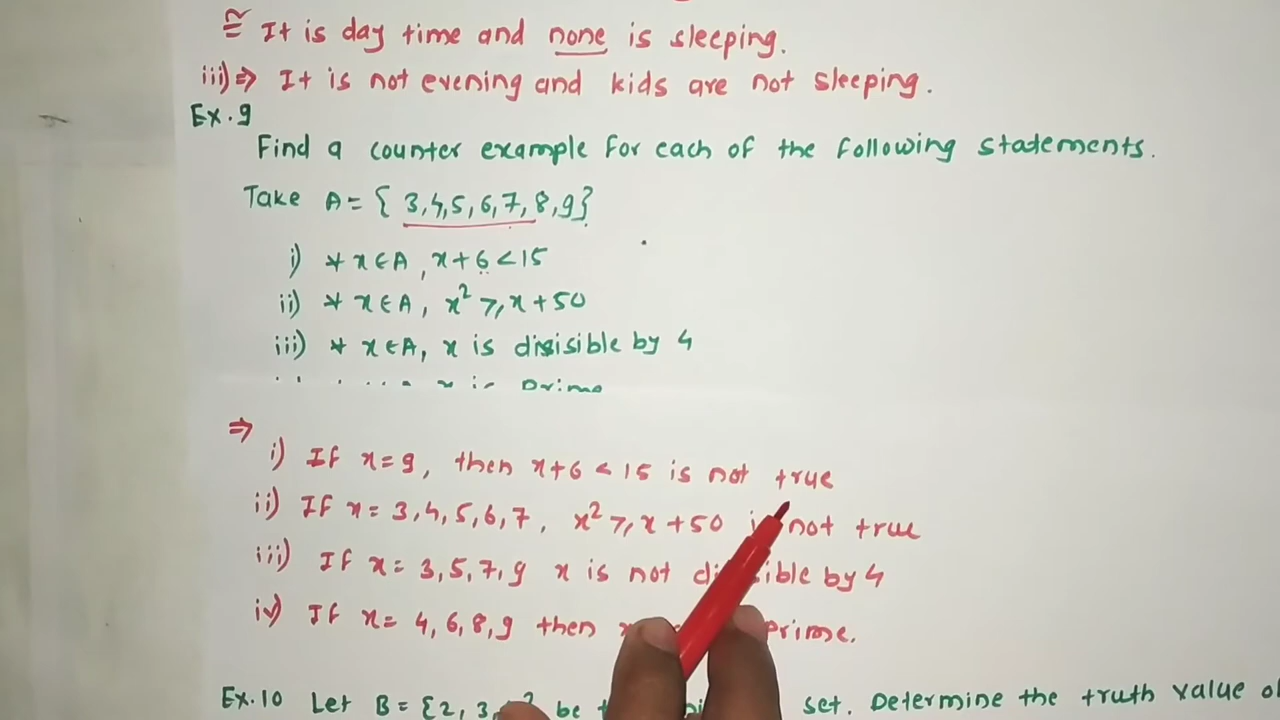 ≅ It is day time and none is sleeping.
iii) ⇒ It is not evening and kids are not sleeping.
Ex.9
Find a counter example for each of the following statements.
Take A = { 3,4,5,6,7,8,9}
i) ∀ x∈A, x+6<15
ii) ∀ x∈A, x² ⩾ x+50
iii) ∀ x∈A, x is divisible by 4
x is prime
⇒
i) If x=9, then x+6 < 15 is not true
ii) If x= 3,4,5,6,7, x² ⩾ x+50 not true
iii) If x= 3,5,7,9 x is not by 4
iv) If x= 4,6,8,9 then prime.
Ex.10 Let B= {2, 3, be set. Determine the truth value